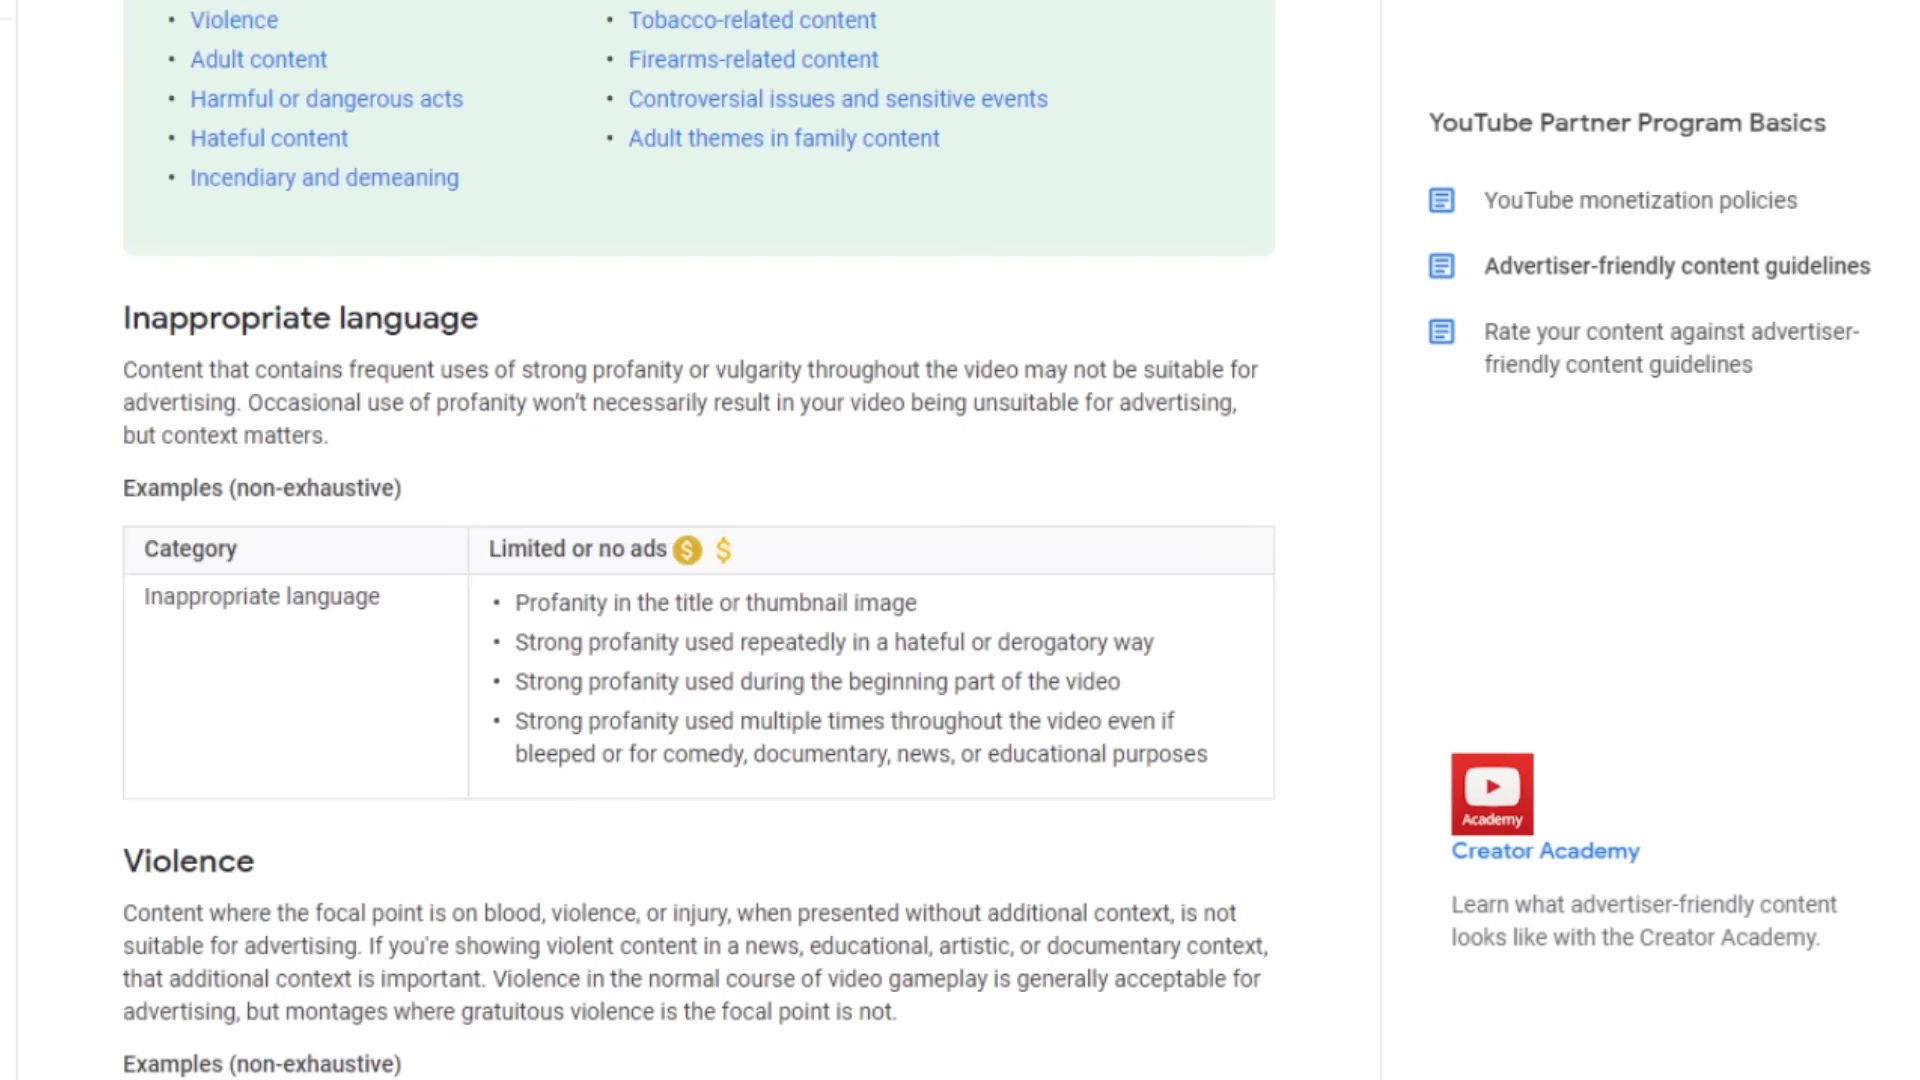 Violence
Adult content
Harmful or dangerous acts
Hateful content
Incendiary and demeaning
Tobacco-related content
Firearms-related content
Controversial issues and sensitive events
Adult themes in family content
Inappropriate language
Content that contains frequent uses of strong profanity or vulgarity throughout the video may not be suitable for
advertising. Occasional use of profanity won't necessarily result in your video being unsuitable for advertising,
but context matters.
Examples (non-exhaustive)
Category
Limited or no ads $ $
Inappropriate language
Profanity in the title or thumbnail image
Strong profanity used repeatedly in a hateful or derogatory way
Strong profanity used during the beginning part of the video
Strong profanity used multiple times throughout the video even if
bleeped or for comedy, documentary, news, or educational purposes
Violence
Content where the focal point is on blood, violence, or injury, when presented without additional context, is not
suitable for advertising. If you're showing violent content in a news, educational, artistic, or documentary context,
that additional context is important. Violence in the normal course of video gameplay is generally acceptable for
advertising, but montages where gratuitous violence is the focal point is not.
Examples (non-exhaustive)
YouTube Partner Program Basics
YouTube monetization policies
Advertiser-friendly content guidelines
Rate your content against advertiser-
friendly content guidelines
Academy
Creator Academy
Learn what advertiser-friendly content
looks like with the Creator Academy.